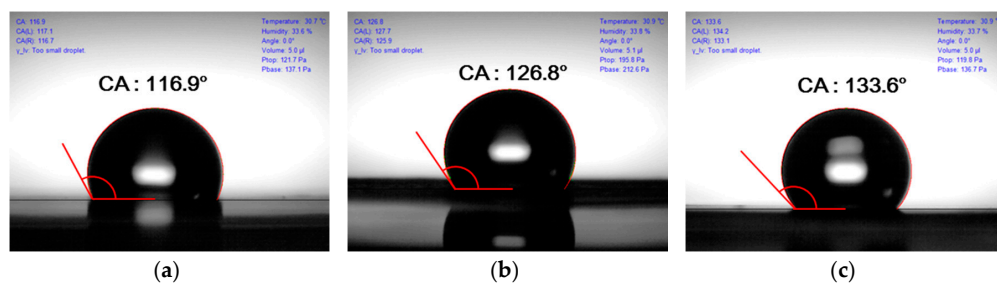 CA: 116.9
CA(L): 117.1
CA(R): 116.7
γ_lv: Too small droplet.
Temperature: 30.7 ℃
Humidity: 33.6 %
Angle: 0.0°
Volume: 5.0 µl
Ptop: 121.7 Pa
Pbase: 137.1 Pa
CA : 116.9º
(a)
CA: 126.8
CA(L): 127.7
CA(R): 125.9
γ_lv: Too small droplet.
Temperature: 30.9 ℃
Humidity: 33.8 %
Angle: 0.0°
Volume: 5.1 µl
Ptop: 195.8 Pa
Pbase: 212.6 Pa
CA : 126.8º
(b)
CA: 133.6
CA(L): 134.2
CA(R): 133.1
γ_lv: Too small droplet.
Temperature: 30.9
Humidity: 33.7 %
Angle: 0.0°
Volume: 5.0 µl
Ptop: 119.8 Pa
Pbase: 136.7 Pa
CA : 133.6º
(c)